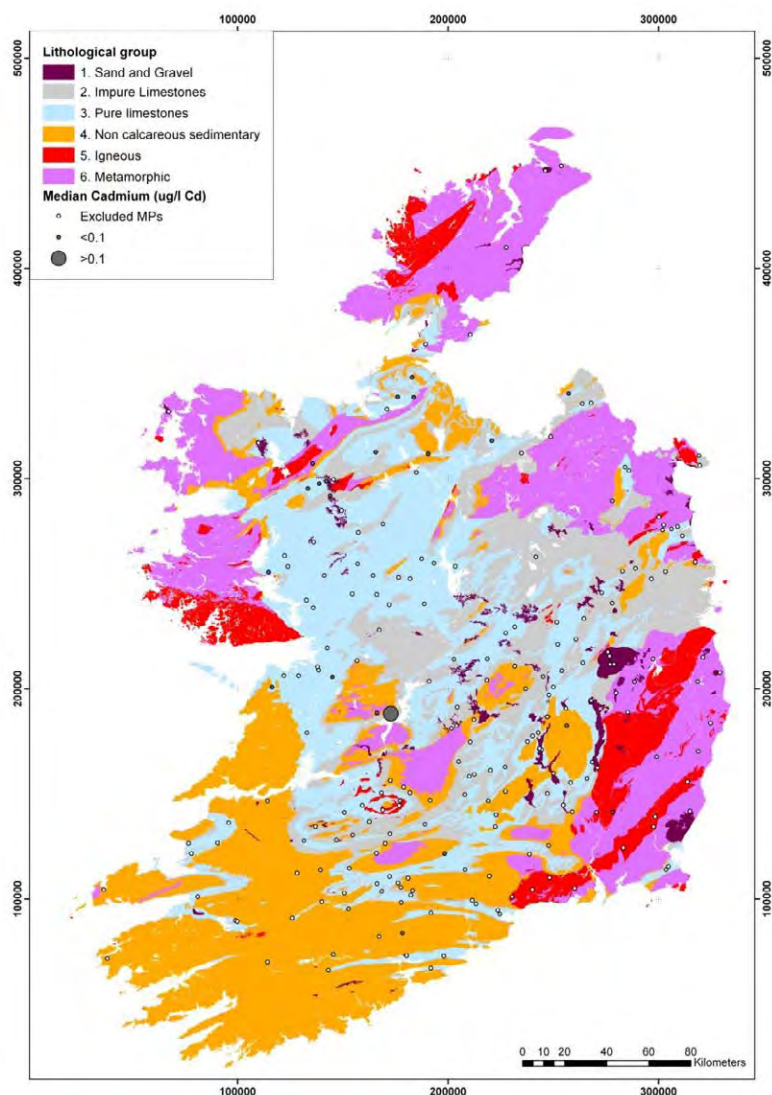 100000 200000 300000
Lithological group
1. Sand and Gravel
2. Impure Limestones
3. Pure limestones
4. Non calcareous sedimentary
5. Igneous
6. Metamorphic
Median Cadmium (ug/l Cd)
Excluded MPs
<0.1
>0.1
500000 500000
400000 400000
300000 300000
200000 200000
100000 100000
0 10 20 40 60 80
Kilometers
100000 200000 300000